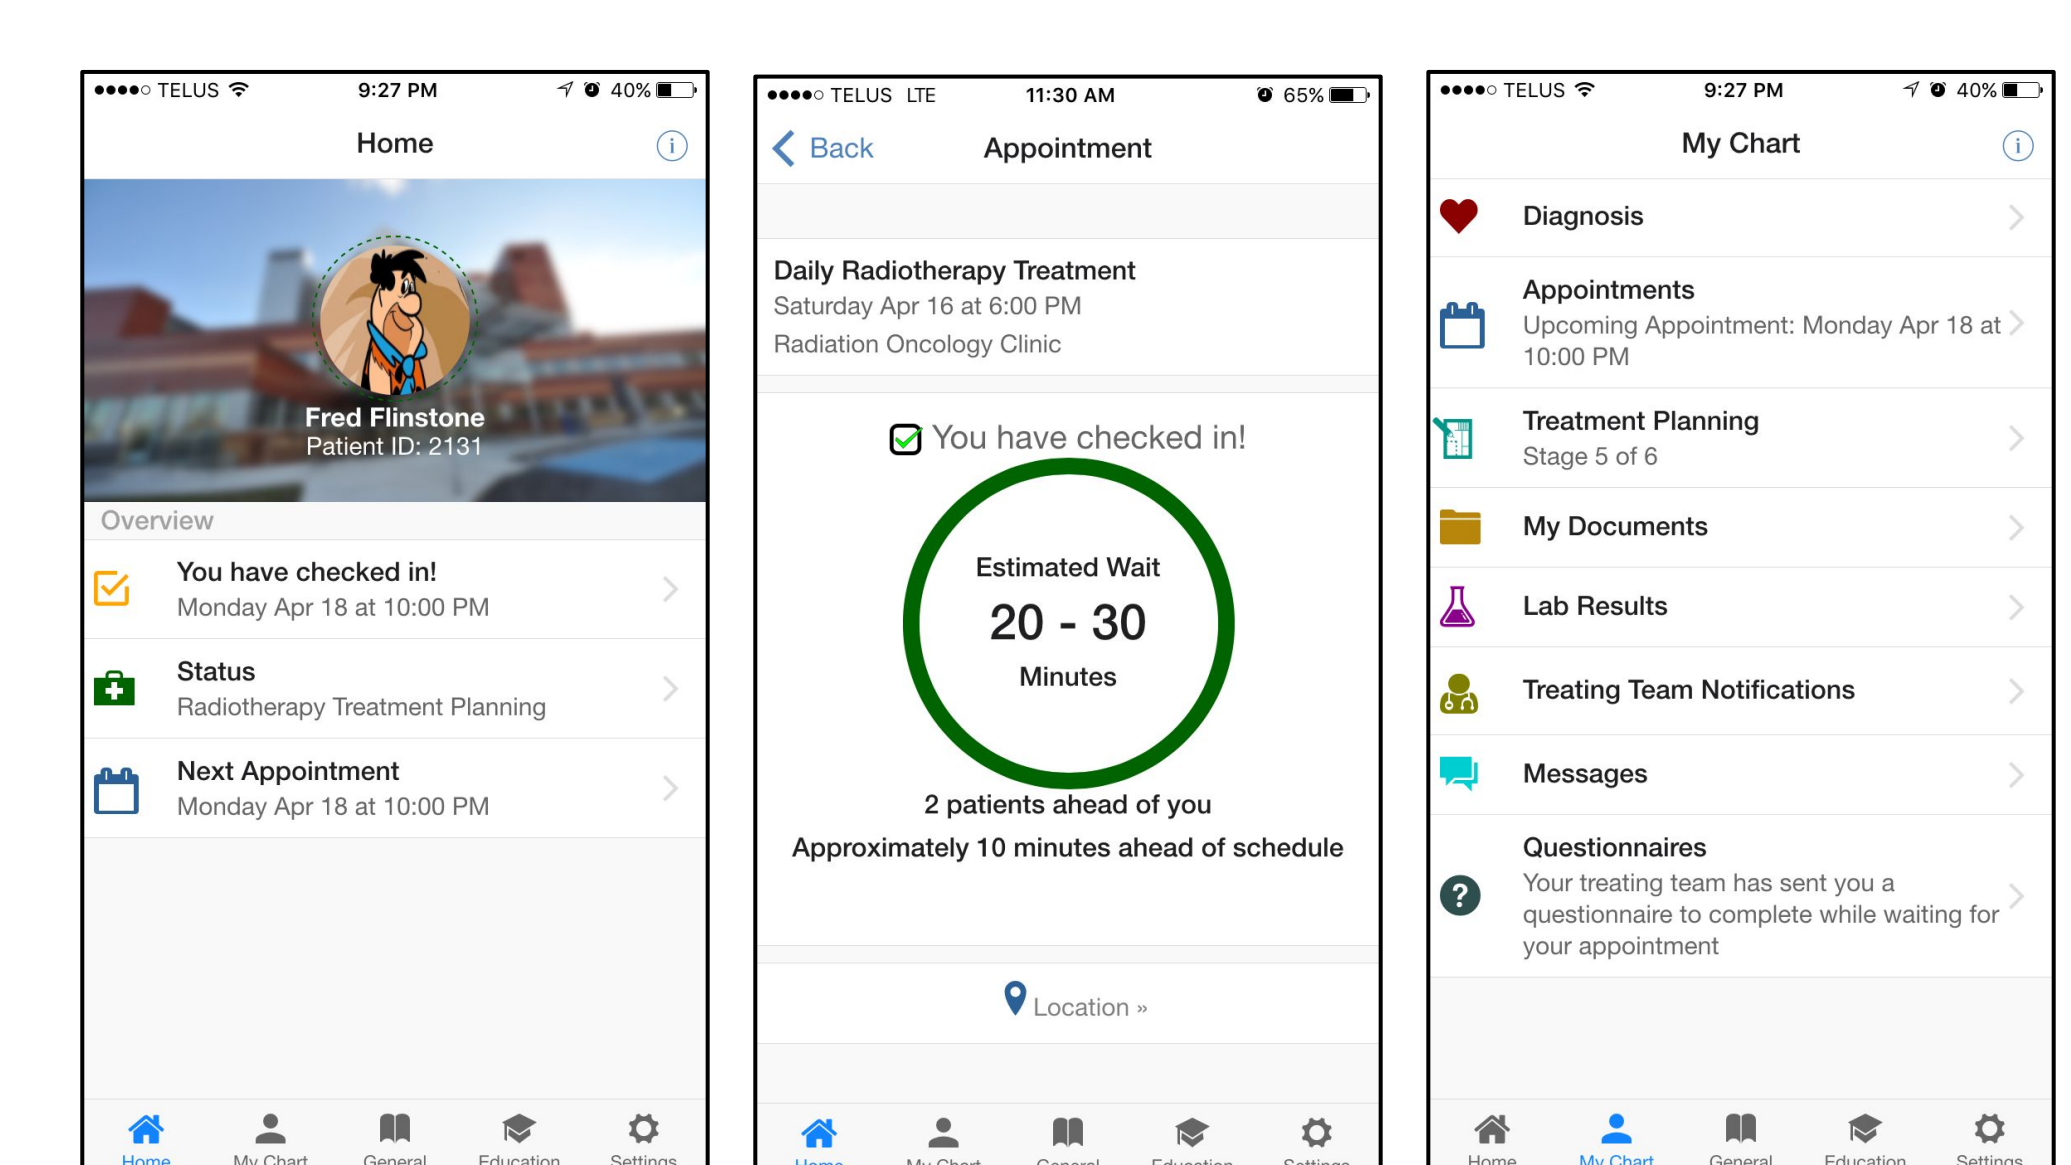 TELUS
9:27 PM
40%
Home
Fred Flinstone
Patient ID: 2131
Overview
You have checked in!
Monday Apr 18 at 10:00 PM
Status
Radiotherapy Treatment Planning
Next Appointment
Monday Apr 18 at 10:00 PM
Home My Chart General Education Settings
TELUS LTE
11:30 AM
65%
Back
Appointment
Daily Radiotherapy Treatment
Saturday Apr 16 at 6:00 PM
Radiation Oncology Clinic
You have checked in!
Estimated Wait
20 - 30
Minutes
2 patients ahead of you
Approximately 10 minutes ahead of schedule
Location »
Home My Chart General Education Settings
TELUS
9:27 PM
40%
My Chart
Diagnosis
Appointments
Upcoming Appointment: Monday Apr 18 at
10:00 PM
Treatment Planning
Stage 5 of 6
My Documents
Lab Results
Treating Team Notifications
Messages
Questionnaires
Your treating team has sent you a
questionnaire to complete while waiting for
your appointment
Home My Chart General Education Settings